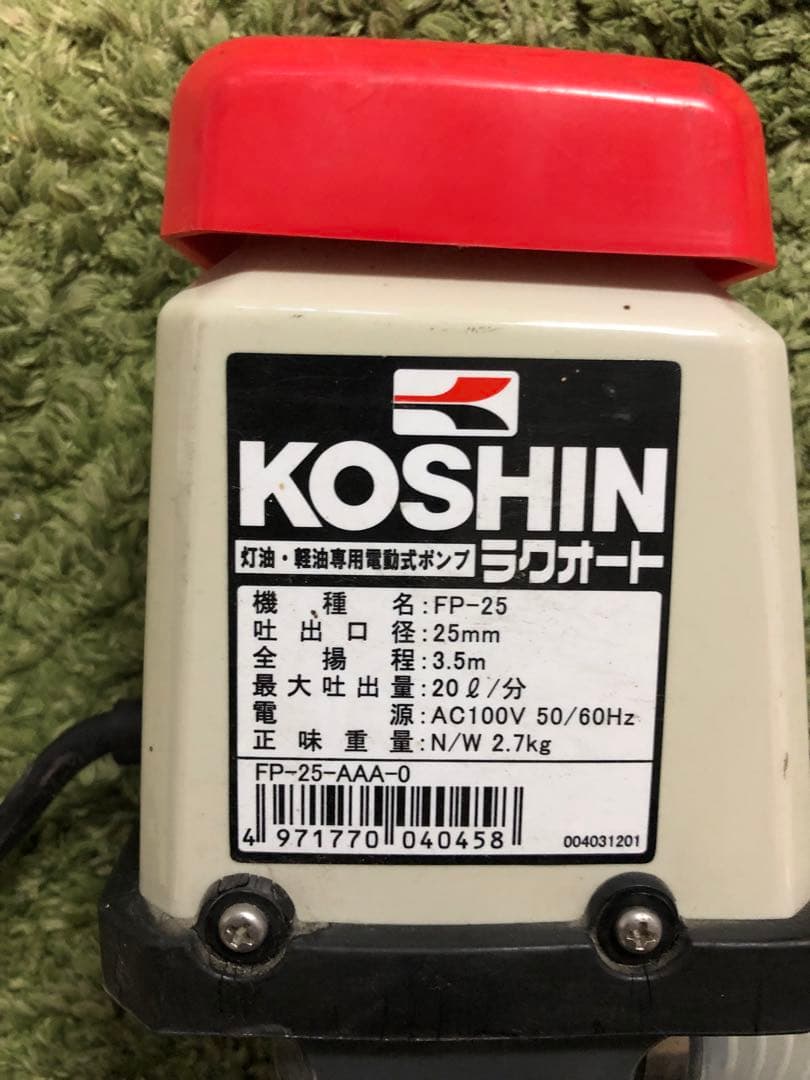 KOSHIN
灯油・軽油専用電動式ポンプ ラクオート
機種名:FP-25
吐出口径:25mm
全揚程:3.5m
最大吐出量:20ℓ/分
電源:AC100V 50/60Hz
正味重量:N/W 2.7kg
FP-25-AAA-0
4 971770 040458
004031201